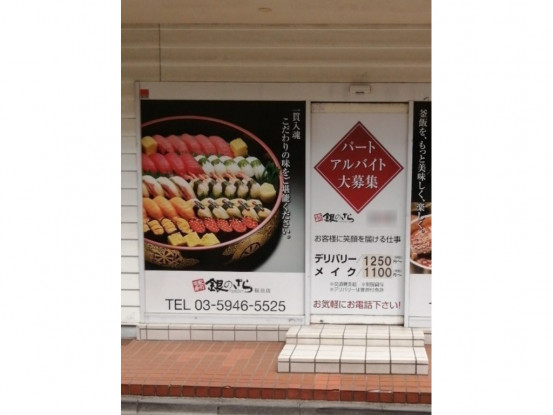 一貫入魂
こだわりの味をご堪能ください。
銀のさら
TEL 03-5946-5525
パート
アルバイト
大募集
銀のさら
お客様に笑顔を届ける仕事
デリバリー 1250
メイク 1100
お気軽にお電話下さい!
釜飯を、もっと美味しく、楽しく